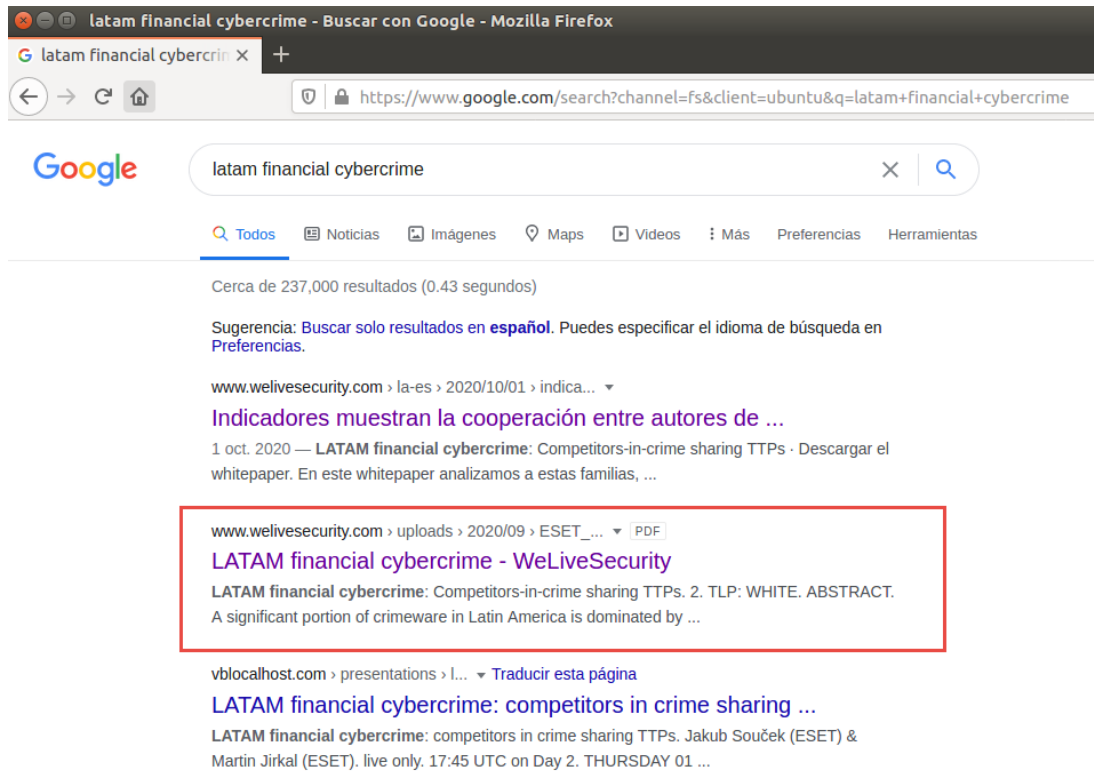 latam financial cybercrime - Buscar con Google - Mozilla Firefox
G latam financial cybercrin
https://www.google.com/search?channel=fs&client=ubuntu&q=latam+financial+cybercrime
Google latam financial cybercrime
Todos Noticias Imágenes Maps Videos Más Preferencias Herramientas
Cerca de 237,000 resultados (0.43 segundos)
Sugerencia: Buscar solo resultados en español. Puedes especificar el idioma de búsqueda en
Preferencias.
www.welivesecurity.com › la-es › 2020/10/01 › indica...
Indicadores muestran la cooperación entre autores de ...
1 oct. 2020 — LATAM financial cybercrime: Competitors-in-crime sharing TTPs · Descargar el
whitepaper. En este whitepaper analizamos a estas familias, ...
www.welivesecurity.com › uploads › 2020/09 › ESET_... PDF
LATAM financial cybercrime - WeLiveSecurity
LATAM financial cybercrime: Competitors-in-crime sharing TTPs. 2. TLP: WHITE. ABSTRACT.
A significant portion of crimeware in Latin America is dominated by ...
vblocalhost.com › presentations › l... Traducir esta página
LATAM financial cybercrime: competitors in crime sharing ...
LATAM financial cybercrime: competitors in crime sharing TTPs. Jakub Souček (ESET) &
Martin Jirkal (ESET). live only. 17:45 UTC on Day 2. THURSDAY 01 ...